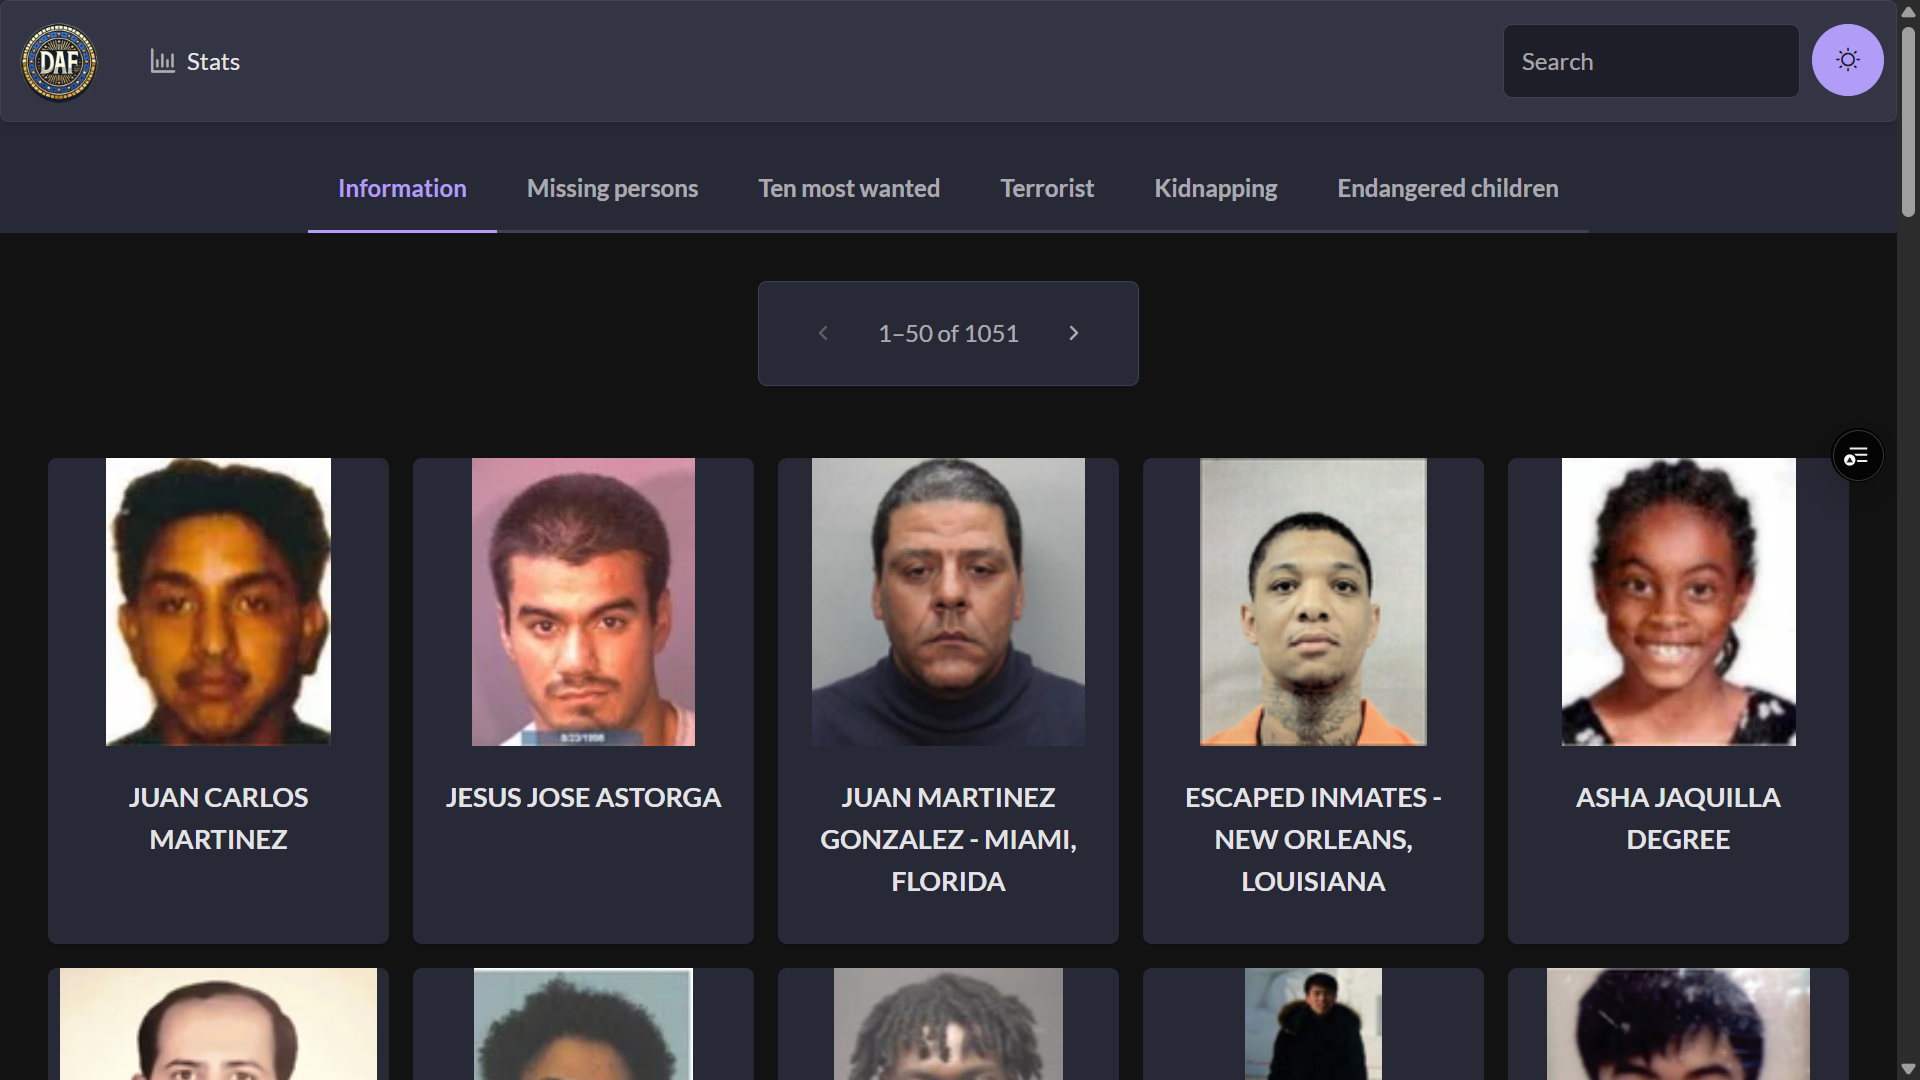 DAF
Stats
Search
Information
Missing persons
Ten most wanted
Terrorist
Kidnapping
Endangered children
1–50 of 1051
JUAN CARLOS
MARTINEZ
JESUS JOSE ASTORGA
JUAN MARTINEZ
GONZALEZ - MIAMI,
FLORIDA
ESCAPED INMATES -
NEW ORLEANS,
LOUISIANA
ASHA JAQUILLA
DEGREE